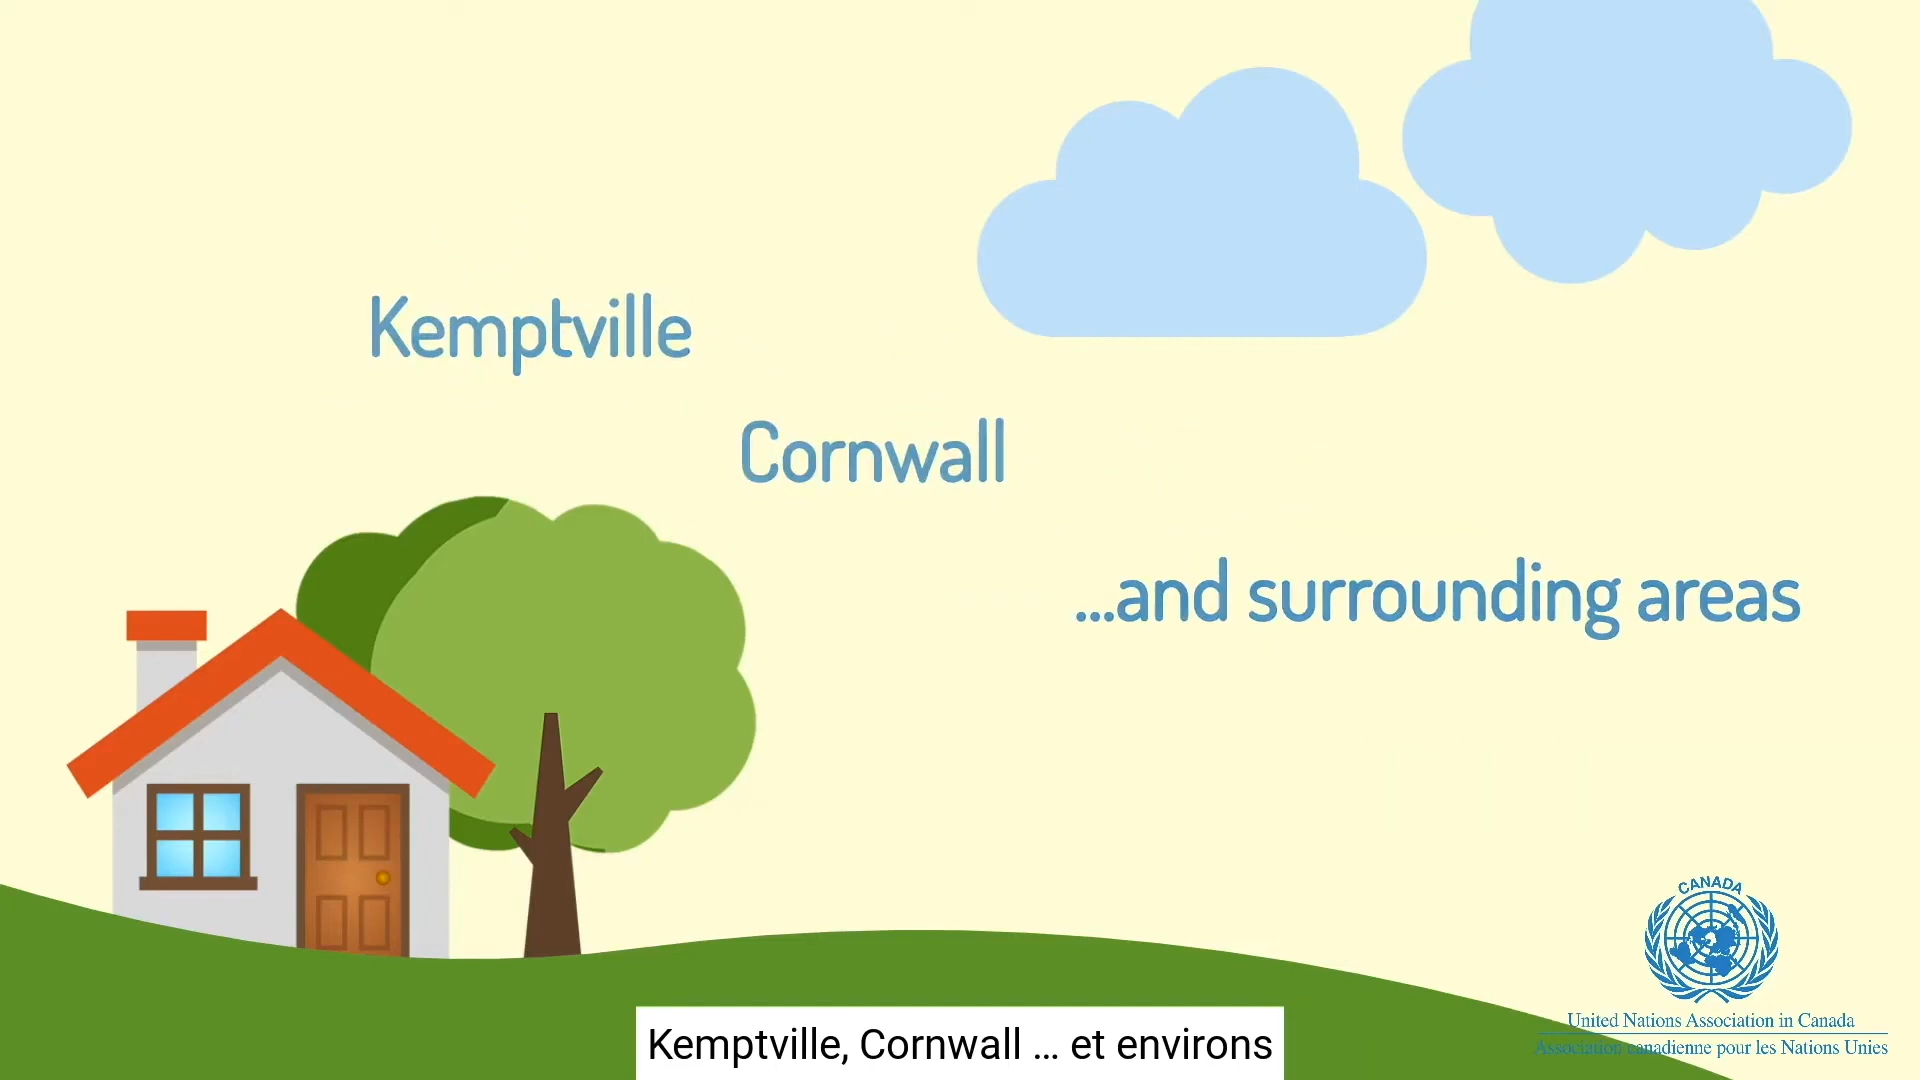 Kemptville
Cornwall
...and surrounding areas
CANADA
United Nations Association in Canada
Association canadienne pour les Nations Unies
Kemptville, Cornwall ... et environs